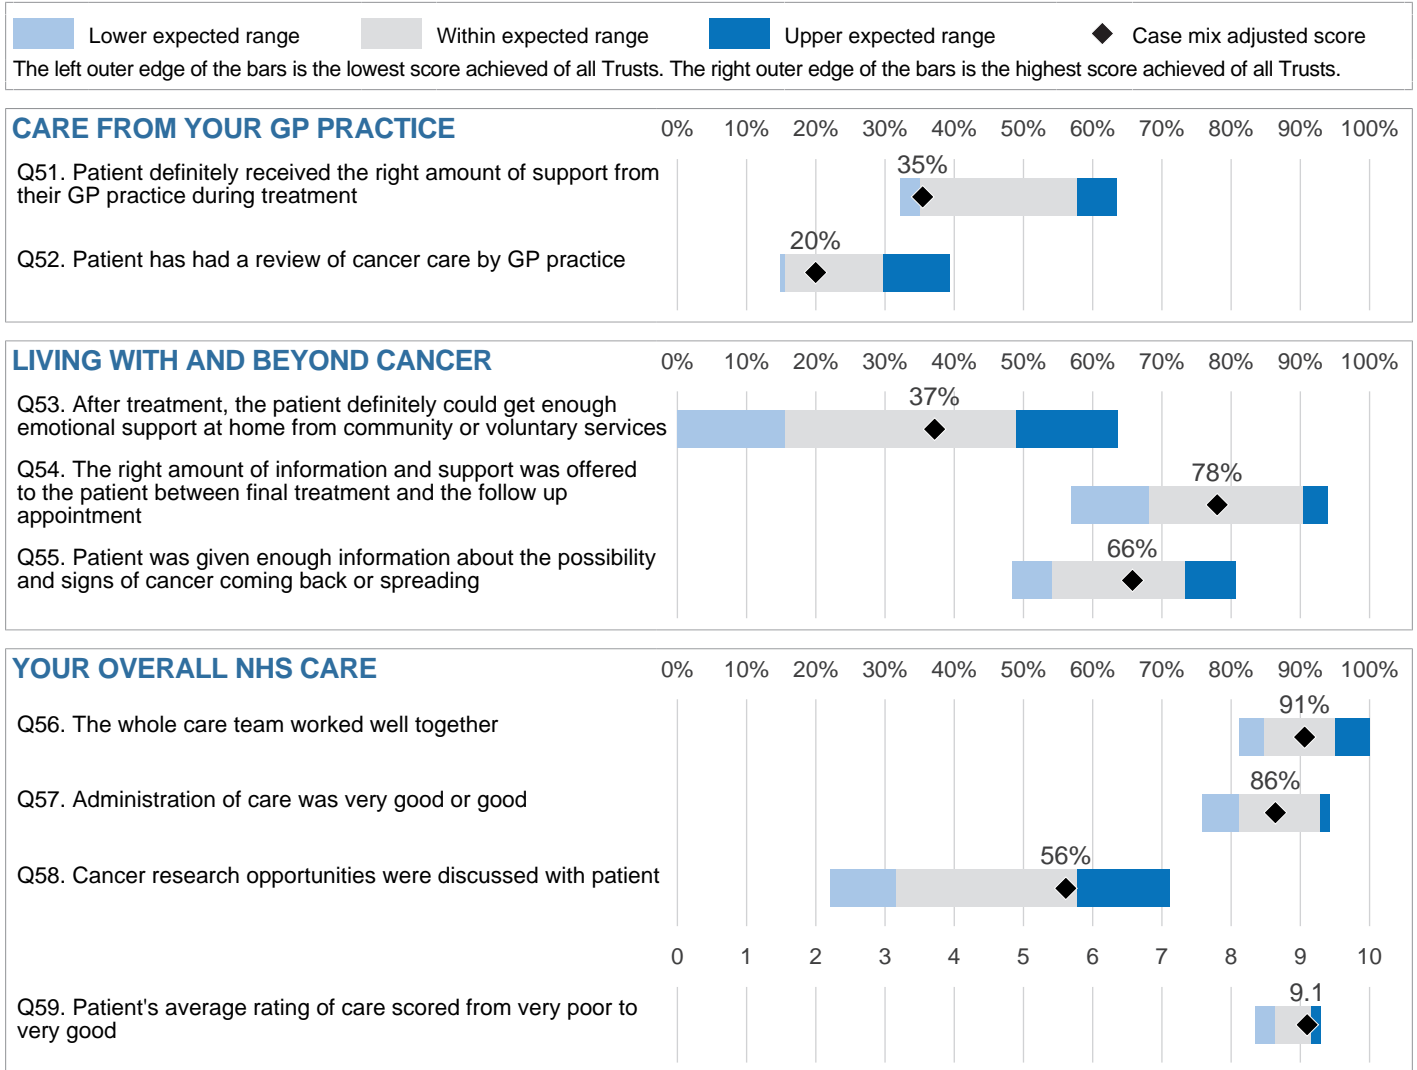 Lower expected range Within expected range Upper expected range Case mix adjusted score
The left outer edge of the bars is the lowest score achieved of all Trusts. The right outer edge of the bars is the highest score achieved of all Trusts.
CARE FROM YOUR GP PRACTICE 0% 10% 20% 30% 40% 50% 60% 70% 80% 90% 100%
35%
Q51. Patient definitely received the right amount of support from
their GP practice during treatment
20%
Q52. Patient has had a review of cancer care by GP practice
LIVING WITH AND BEYOND CANCER 0% 10% 20% 30% 40% 50% 60% 70% 80% 90% 100%
37%
Q53. After treatment, the patient definitely could get enough
emotional support at home from community or voluntary services
78%
Q54. The right amount of information and support was offered
to the patient between final treatment and the follow up
appointment
66%
Q55. Patient was given enough information about the possibility
and signs of cancer coming back or spreading
YOUR OVERALL NHS CARE 0% 10% 20% 30% 40% 50% 60% 70% 80% 90% 100%
91%
Q56. The whole care team worked well together
86%
Q57. Administration of care was very good or good
56%
Q58. Cancer research opportunities were discussed with patient
0 1 2 3 4 5 6 7 8 9 10
9.1
Q59. Patient's average rating of care scored from very poor to
very good